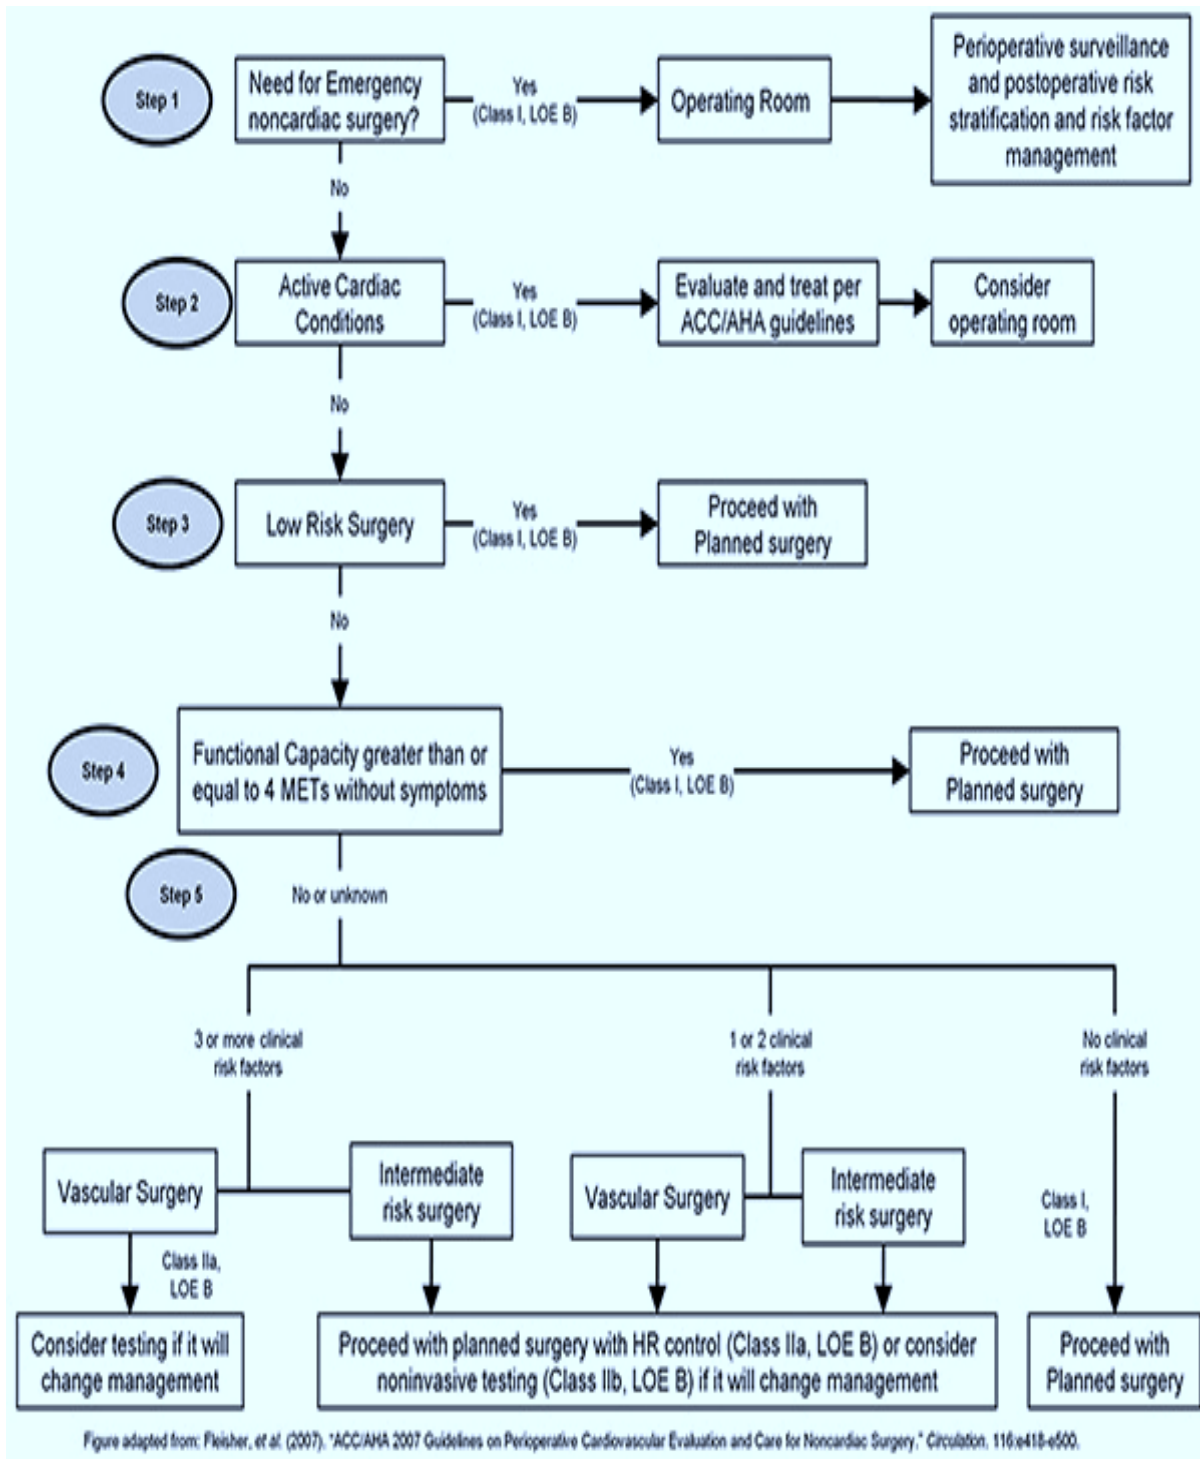 Step 1
Need for Emergency
noncardiac surgery?
Yes
(Class I, LOE B)
Operating Room
Perioperative surveillance
and postoperative risk
stratification and risk factor
management
No
Step 2
Active Cardiac
Conditions
Yes
(Class I, LOE B)
Evaluate and treat per
ACC/AHA guidelines
Consider
operating room
No
Step 3
Low Risk Surgery
Yes
(Class I, LOE B)
Proceed with
Planned surgery
No
Step 4
Functional Capacity greater than or
equal to 4 METs without symptoms
Yes
(Class I, LOE B)
Proceed with
Planned surgery
Step 5
No or unknown
3 or more clinical
risk factors
1 or 2 clinical
risk factors
No clinical
risk factors
Vascular Surgery
Intermediate
risk surgery
Vascular Surgery
Intermediate
risk surgery
Class I,
LOE B
Class IIa,
LOE B
Consider testing if it will
change management
Proceed with planned surgery with HR control (Class IIa, LOE B) or consider
noninvasive testing (Class IIb, LOE B) if it will change management
Proceed with
Planned surgery
Figure adapted from: Fleisher, et al. (2007). "ACC/AHA 2007 Guidelines on Perioperative Cardiovascular Evaluation and Care for Noncardiac Surgery." Circulation, 116:e418-e500.